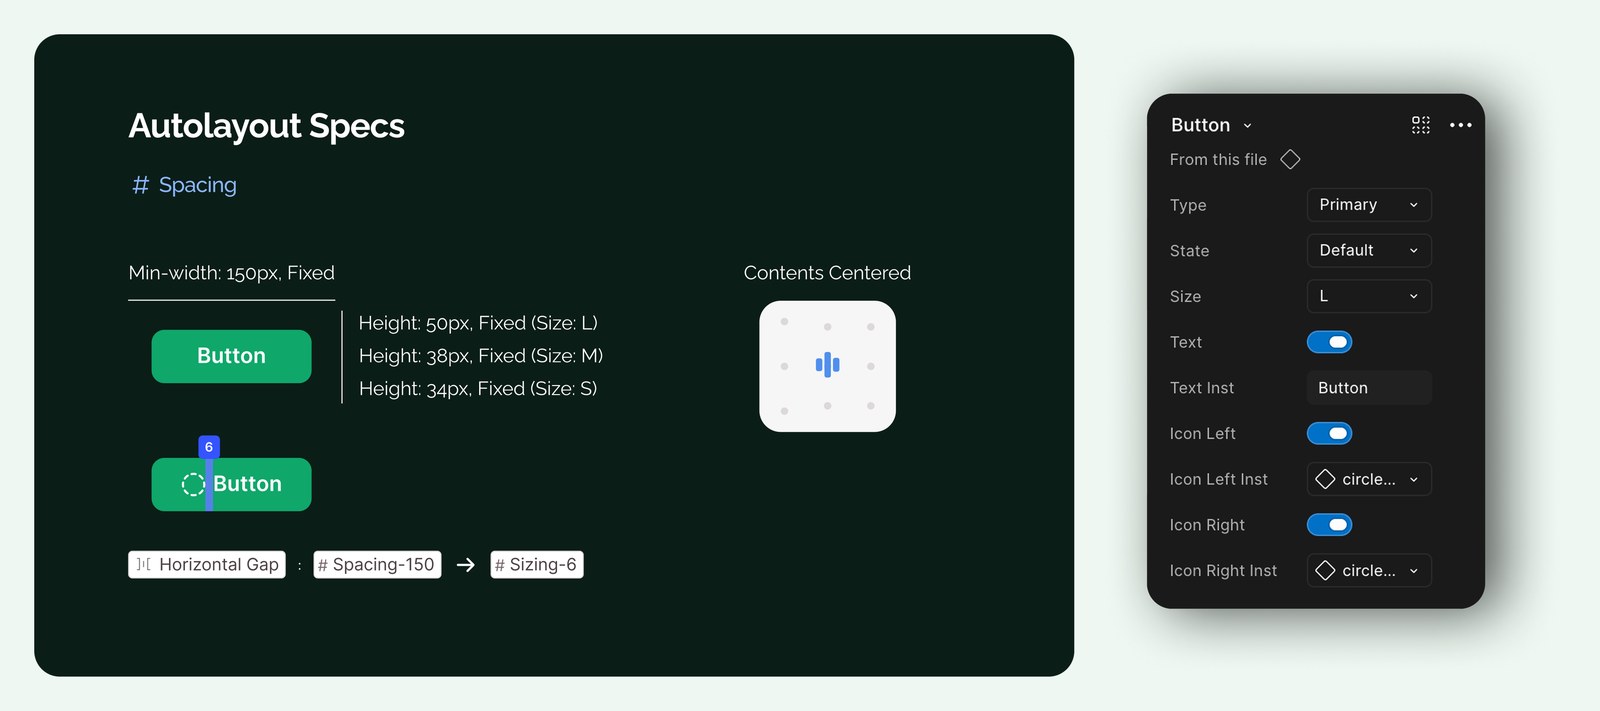 Autolayout Specs
# Spacing
Min-width: 150px, Fixed
Button
Height: 50px, Fixed (Size: L)
Height: 38px, Fixed (Size: M)
Height: 34px, Fixed (Size: S)
6
Button
Horizontal Gap : # Spacing-150 → # Sizing-6
Contents Centered
Button
From this file
Type Primary
State Default
Size L
Text
Text Inst Button
Icon Left
Icon Left Inst circle...
Icon Right
Icon Right Inst circle...